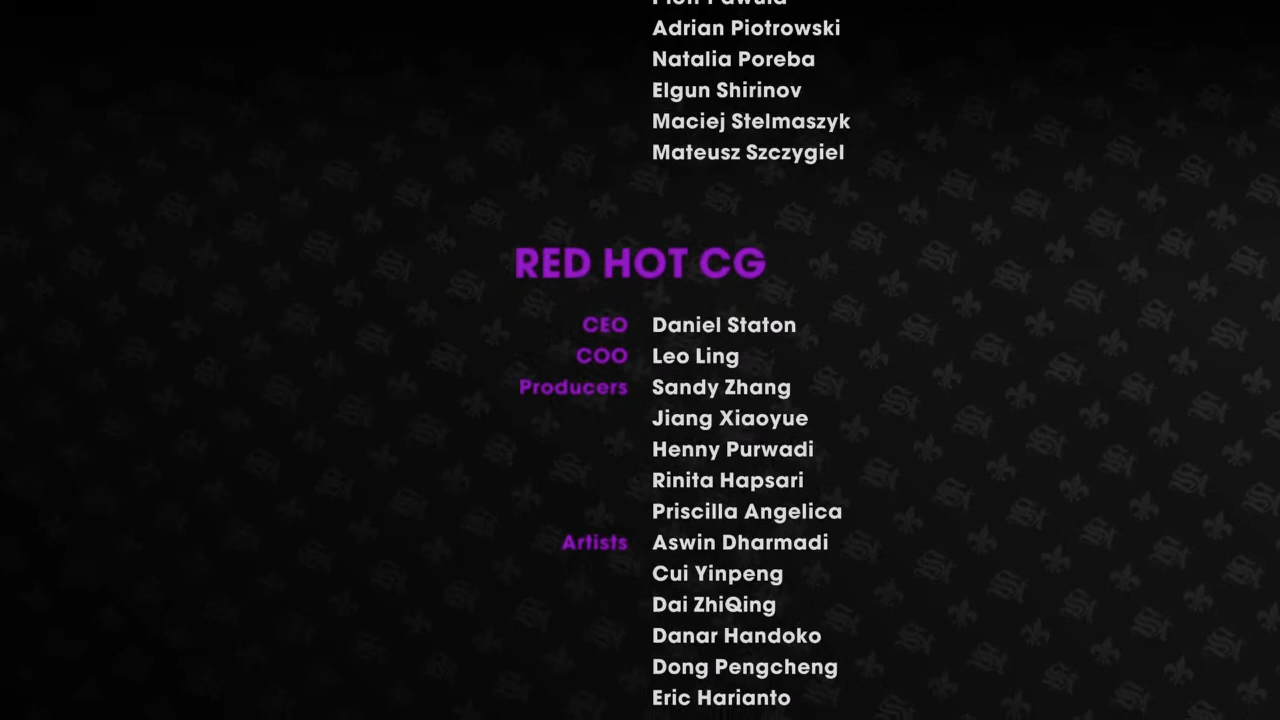 Adrian Piotrowski
Natalia Poreba
Elgun Shirinov
Maciej Stelmaszyk
Mateusz Szczygiel
RED HOT CG
CEO Daniel Staton
COO Leo Ling
Producers Sandy Zhang
Jiang Xiaoyue
Henny Purwadi
Rinita Hapsari
Priscilla Angelica
Artists Aswin Dharmadi
Cui Yinpeng
Dai ZhiQing
Danar Handoko
Dong Pengcheng
Eric Harianto